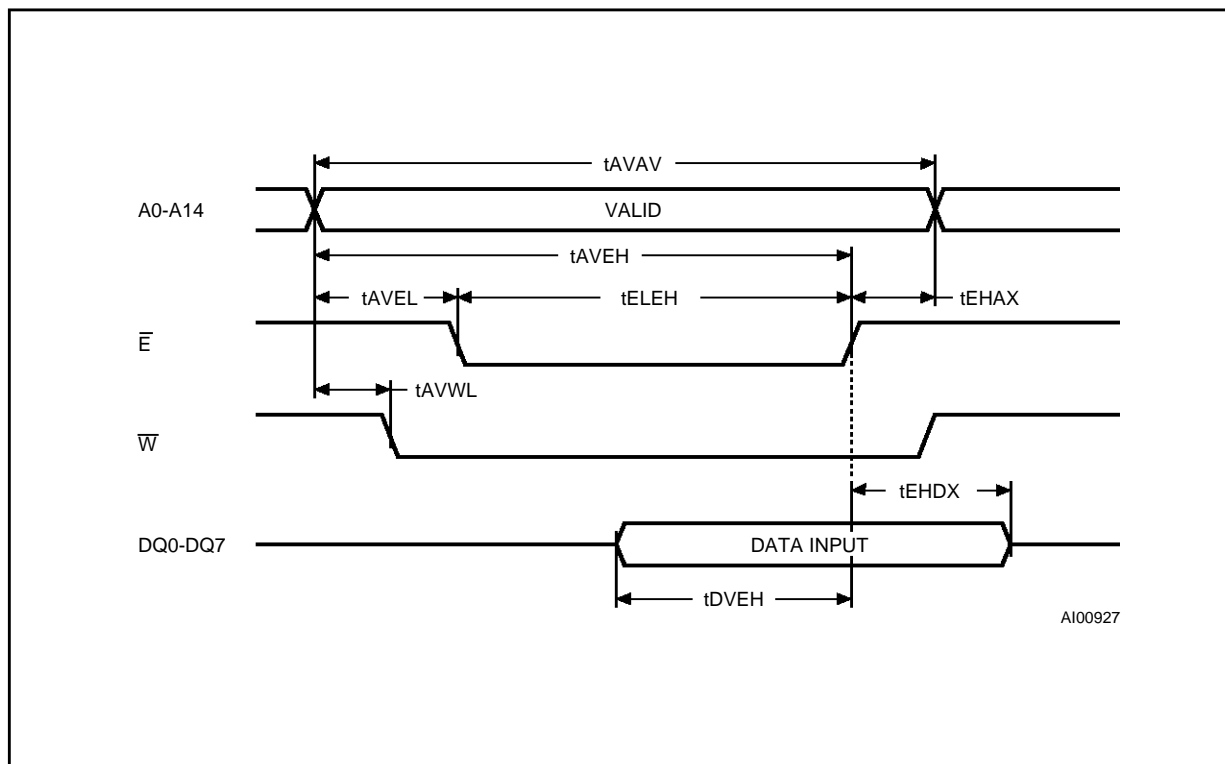 tAVAV
A0-A14
VALID
tAVEH
tAVEL
tELEH
tEHAX
E̅
tAVWL
W̅
tEHDX
DQ0-DQ7
DATA INPUT
tDVEH
AI00927